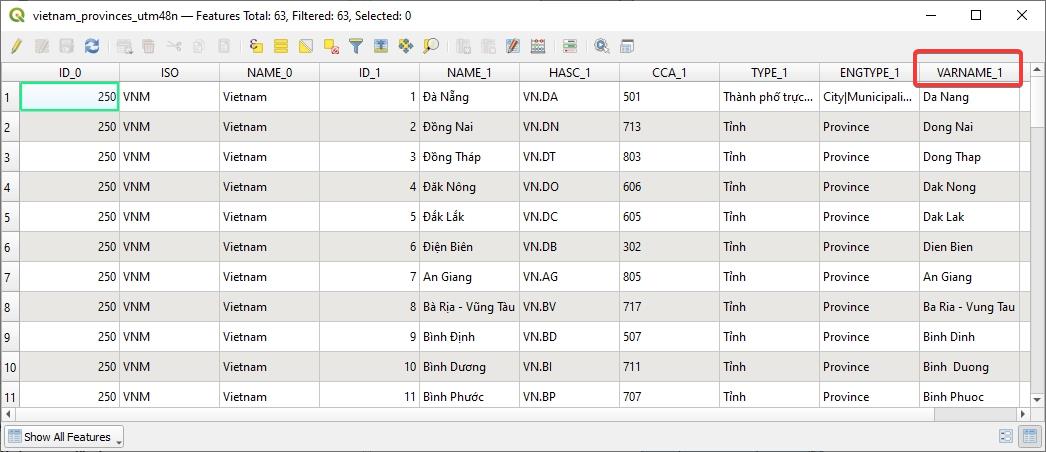 vietnam_provinces_utm48n — Features Total: 63, Filtered: 63, Selected: 0
ID_0 ISO NAME_0 ID_1 NAME_1 HASC_1 CCA_1 TYPE_1 ENGTYPE_1 VARNAME_1
1 250 VNM Vietnam 1 Đà Nẵng VN.DA 501 Thành phố trực... City|Municipali... Da Nang
2 250 VNM Vietnam 2 Đồng Nai VN.DN 713 Tỉnh Province Dong Nai
3 250 VNM Vietnam 3 Đồng Tháp VN.DT 803 Tỉnh Province Dong Thap
4 250 VNM Vietnam 4 Đăk Nông VN.DO 606 Tỉnh Province Dak Nong
5 250 VNM Vietnam 5 Đắk Lắk VN.DC 605 Tỉnh Province Dak Lak
6 250 VNM Vietnam 6 Điện Biên VN.DB 302 Tỉnh Province Dien Bien
7 250 VNM Vietnam 7 An Giang VN.AG 805 Tỉnh Province An Giang
8 250 VNM Vietnam 8 Bà Rịa - Vũng Tàu VN.BV 717 Tỉnh Province Ba Ria - Vung Tau
9 250 VNM Vietnam 9 Bình Định VN.BD 507 Tỉnh Province Binh Dinh
10 250 VNM Vietnam 10 Bình Dương VN.BI 711 Tỉnh Province Binh  Duong
11 250 VNM Vietnam 11 Bình Phước VN.BP 707 Tỉnh Province Binh Phuoc
Show All Features